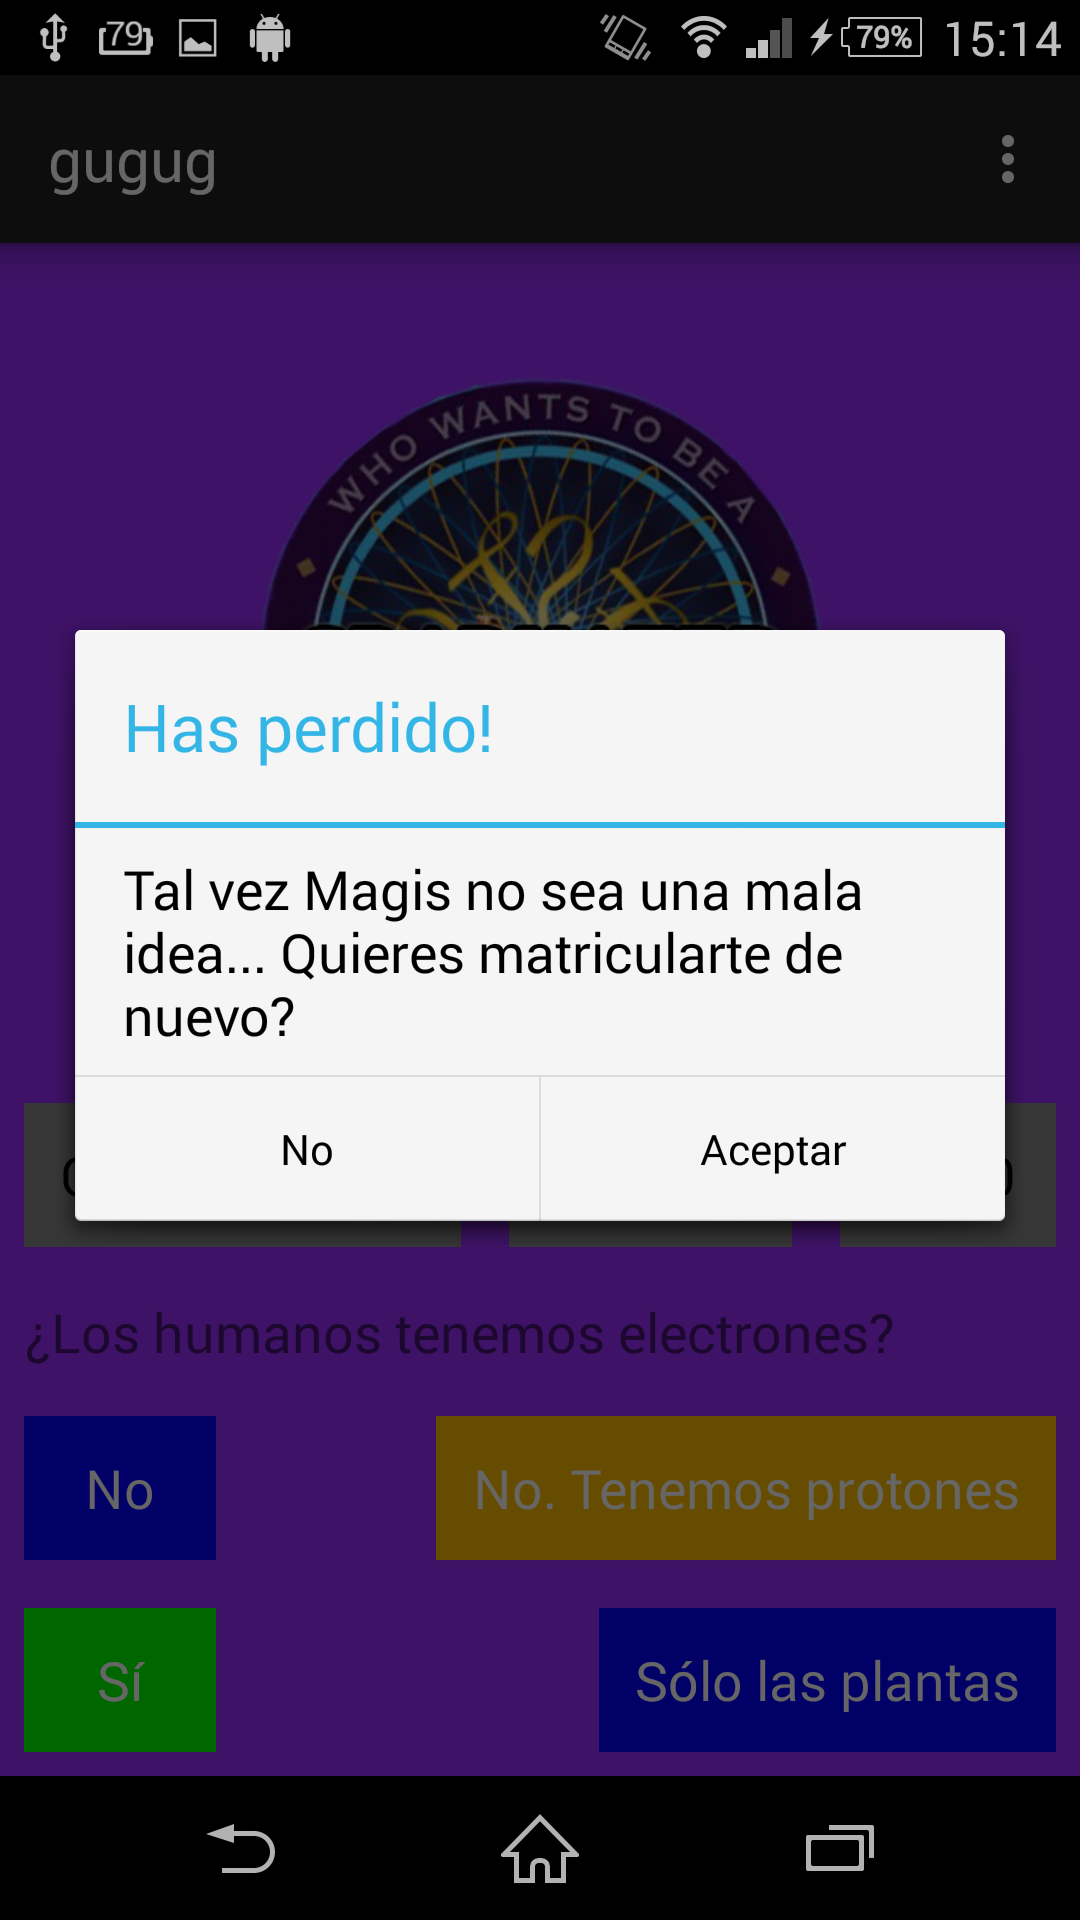 79 79% 15:14
gugug
WHO WANTS TO BE A
Has perdido!
Tal vez Magis no sea una mala
idea... Quieres matricularte de
nuevo?
No Aceptar
¿Los humanos tenemos electrones?
No No. Tenemos protones
Sí Sólo las plantas